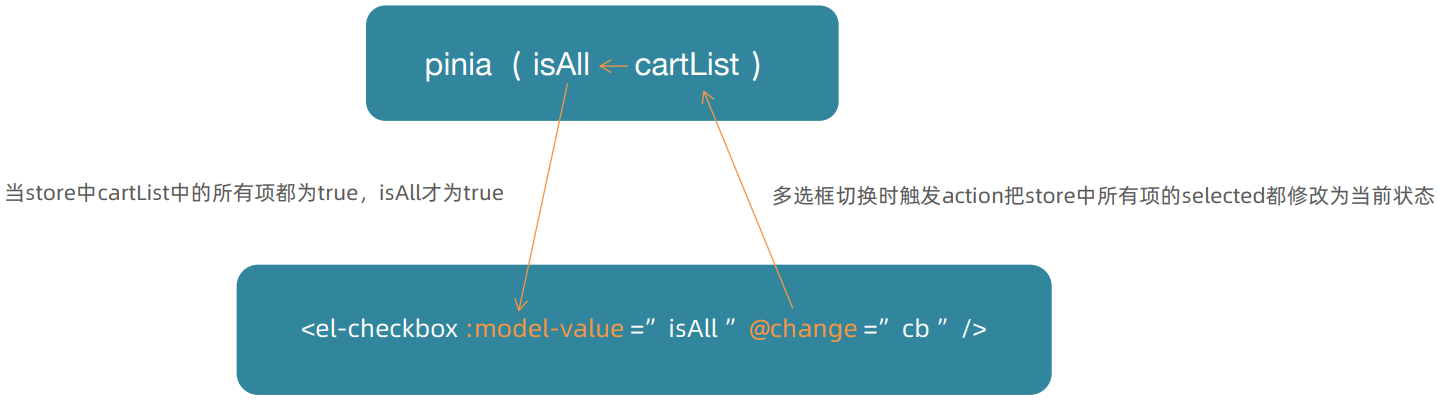 pinia （isAll cartList ）
当store中cartList中的所有项都为true，isAll才为true
多选框切换时触发action把store中所有项的selected都修改为当前状态
<el-checkbox :model-value =” isAll ” @change =” cb ” />